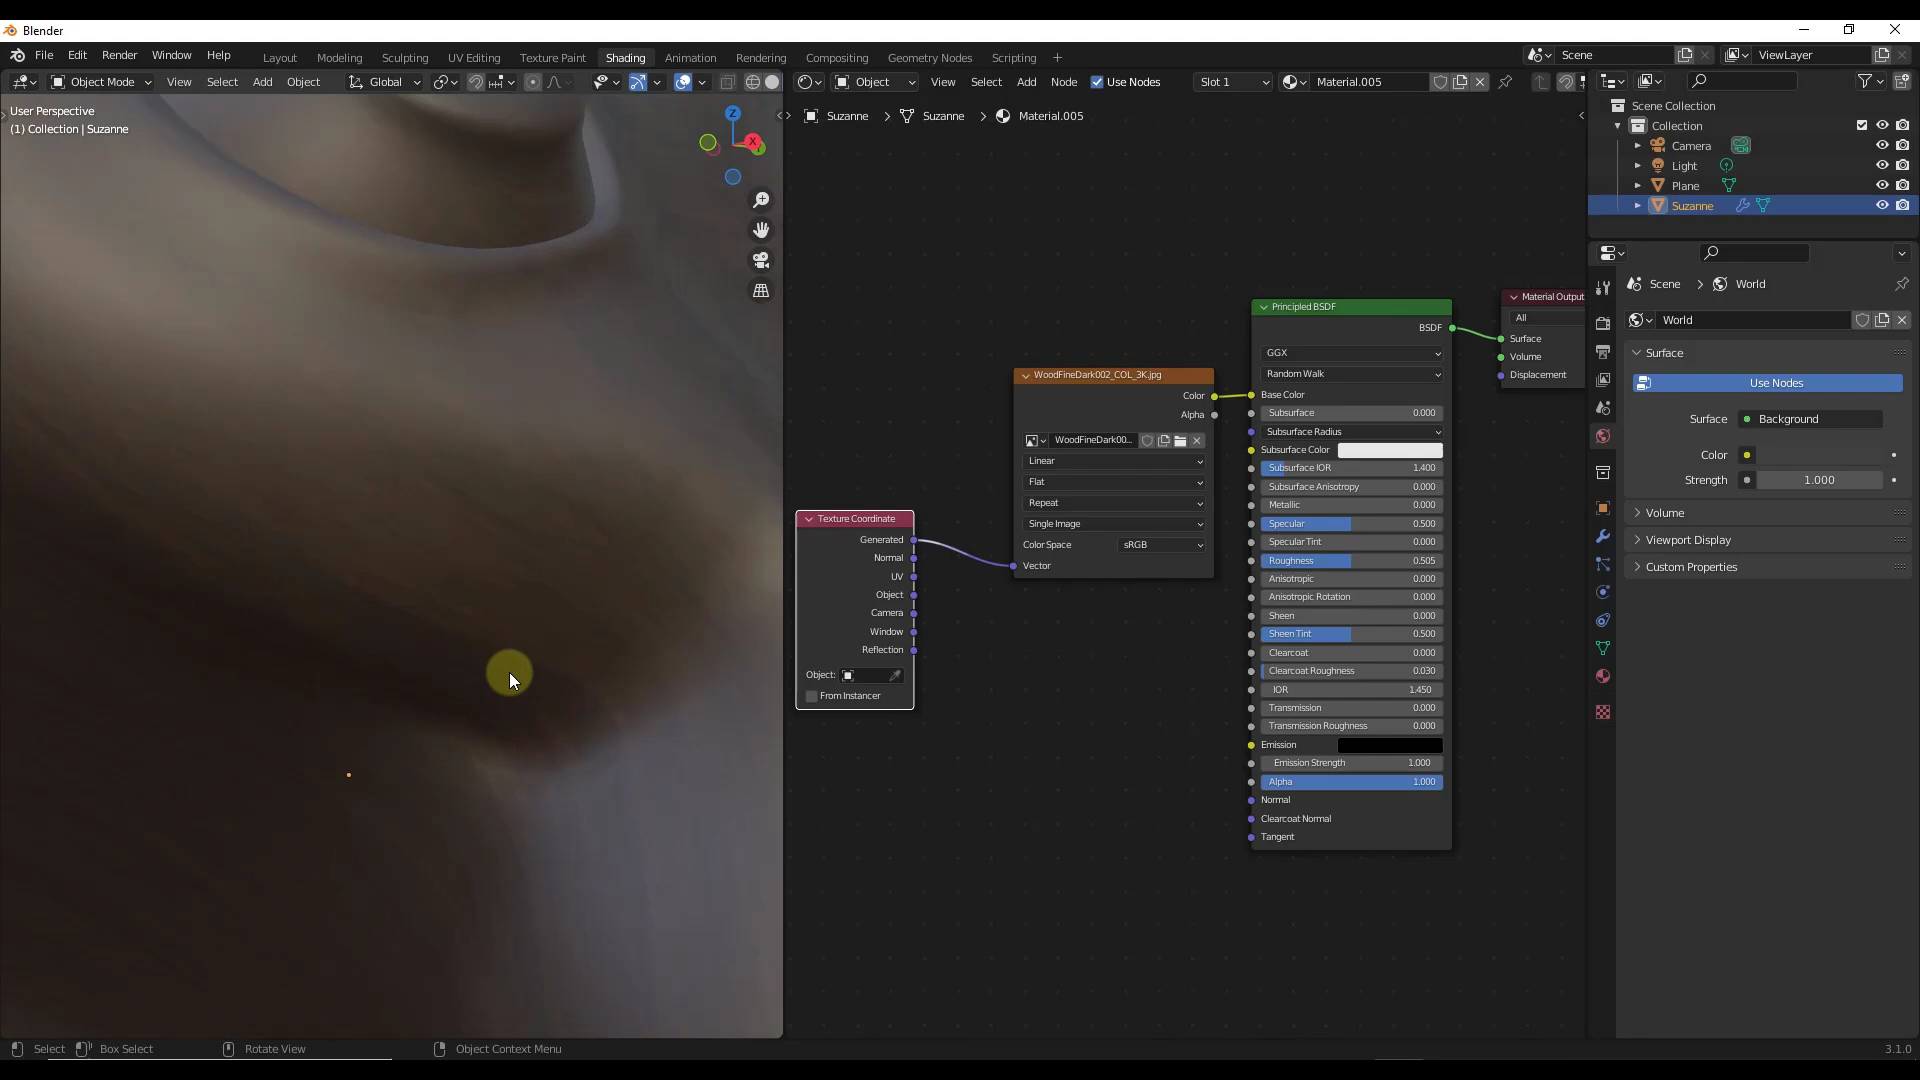 Blender
File Edit Render Window Help
Layout Modeling Sculpting UV Editing Texture Paint Shading Animation Rendering Compositing Geometry Nodes Scripting +
Scene
ViewLayer
Object Mode View Select Add Object Global
Object View Select Add Node Use Nodes Slot 1 Material.005
User Perspective
(1) Collection | Suzanne
Z
X
Suzanne > Suzanne > Material.005
Scene Collection
Collection
Camera
Light
Plane
Suzanne
Scene > World
World
Surface
Use Nodes
Surface Background
Color
Strength 1.000
Volume
Viewport Display
Custom Properties
Texture Coordinate
Generated
Normal
UV
Object
Camera
Window
Reflection
Object:
From Instancer
WoodFineDark002_COL_3K.jpg
Color
Alpha
WoodFineDark00...
Linear
Flat
Repeat
Single Image
Color Space sRGB
Vector
Principled BSDF
BSDF
GGX
Random Walk
Base Color
Subsurface 0.000
Subsurface Radius
Subsurface Color
Subsurface IOR 1.400
Subsurface Anisotropy 0.000
Metallic 0.000
Specular 0.500
Specular Tint 0.000
Roughness 0.505
Anisotropic 0.000
Anisotropic Rotation 0.000
Sheen 0.000
Sheen Tint 0.500
Clearcoat 0.000
Clearcoat Roughness 0.030
IOR 1.450
Transmission 0.000
Transmission Roughness 0.000
Emission
Emission Strength 1.000
Alpha 1.000
Normal
Clearcoat Normal
Tangent
Material Output
All
Surface
Volume
Displacement
Select Box Select Rotate View Object Context Menu
3.1.0